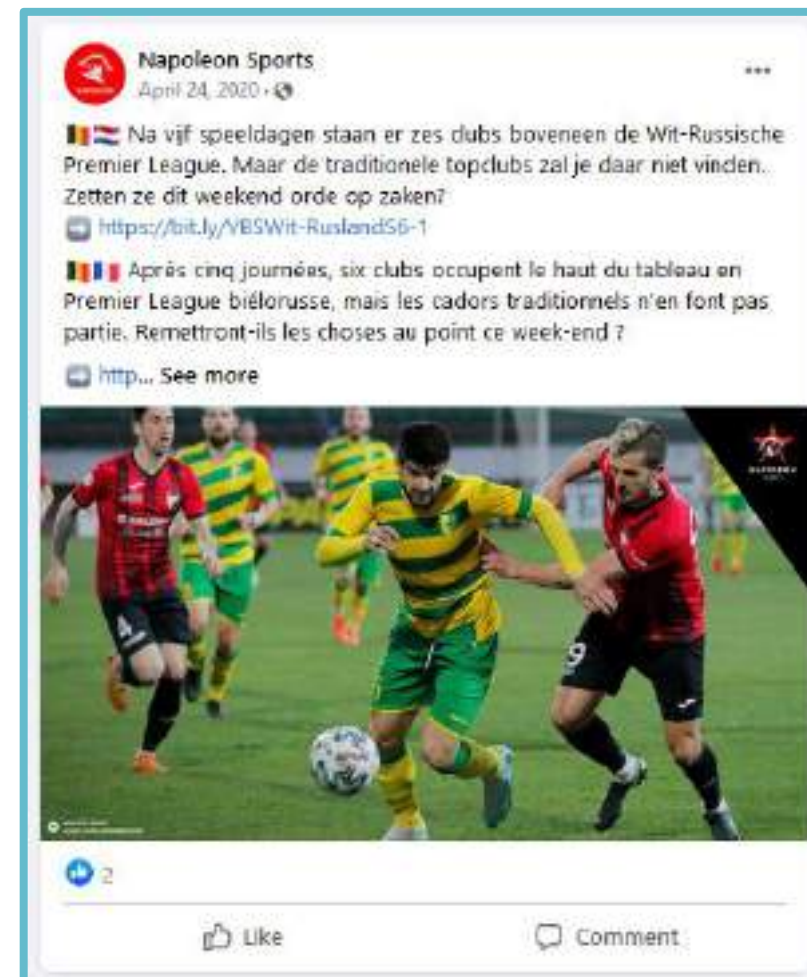 Napoleon Sports
April 24, 2020 ·
Na vijf speeldagen staan er zes clubs boveneen de Wit-Russische
Premier League. Maar de traditionele topclubs zal je daar niet vinden.
Zetten ze dit weekend orde op zaken?
https://bit.ly/VBSWit-RuslandS6-1
Après cinq journées, six clubs occupent le haut du tableau en
Premier League biélorusse, mais les cadors traditionnels n'en font pas
partie. Remettront-ils les choses au point ce week-end ?
http... See more
4
9
2
Like
Comment